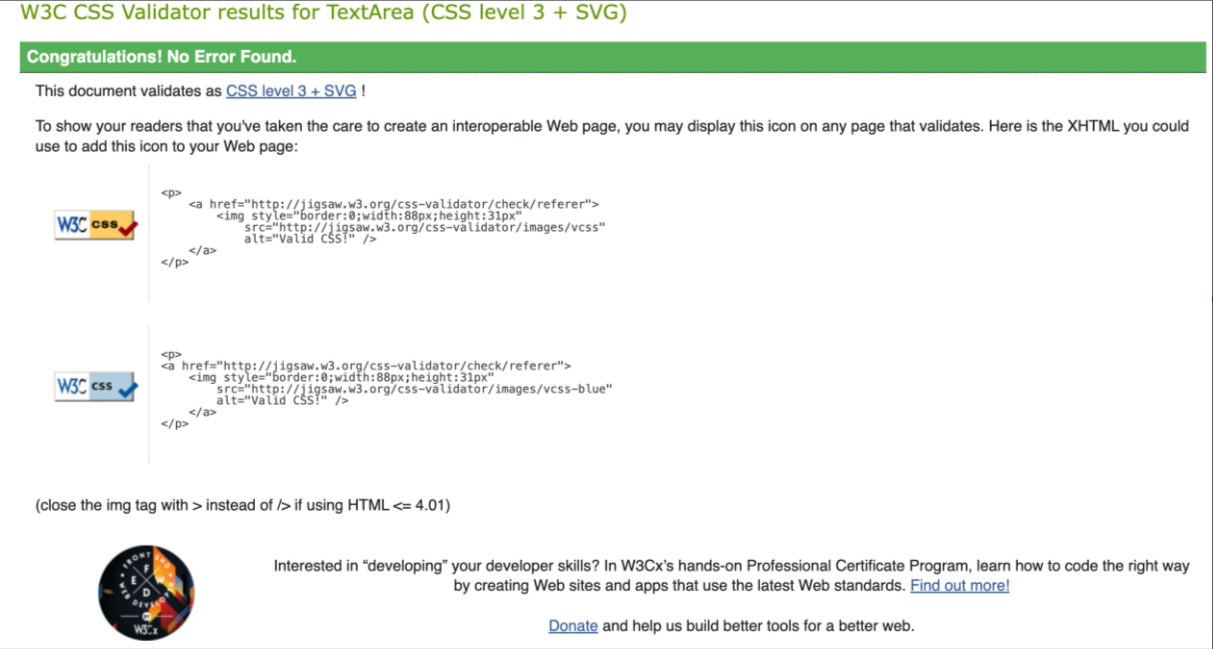 W3C CSS Validator results for TextArea (CSS level 3 + SVG)
Congratulations! No Error Found.
This document validates as CSS level 3 + SVG !
To show your readers that you've taken the care to create an interoperable Web page, you may display this icon on any page that validates. Here is the XHTML you could
use to add this icon to your Web page:
W3C css
<p>
<a href="http://jigsaw.w3.org/css-validator/check/referer">
<img style="border:0;width:88px;height:31px"
src="http://jigsaw.w3.org/css-validator/images/vcss"
alt="Valid CSS!" />
</a>
</p>
W3C css
<p>
<a href="http://jigsaw.w3.org/css-validator/check/referer">
<img style="border:0;width:88px;height:31px"
src="http://jigsaw.w3.org/css-validator/images/vcss-blue"
alt="Valid CSS!" />
</a>
</p>
(close the img tag with > instead of /> if using HTML <= 4.01)
FRONT END
WEB DEVELOPER
F
E W
D
W3Cx
Interested in “developing” your developer skills? In W3Cx’s hands-on Professional Certificate Program, learn how to code the right way
by creating Web sites and apps that use the latest Web standards. Find out more!
Donate and help us build better tools for a better web.